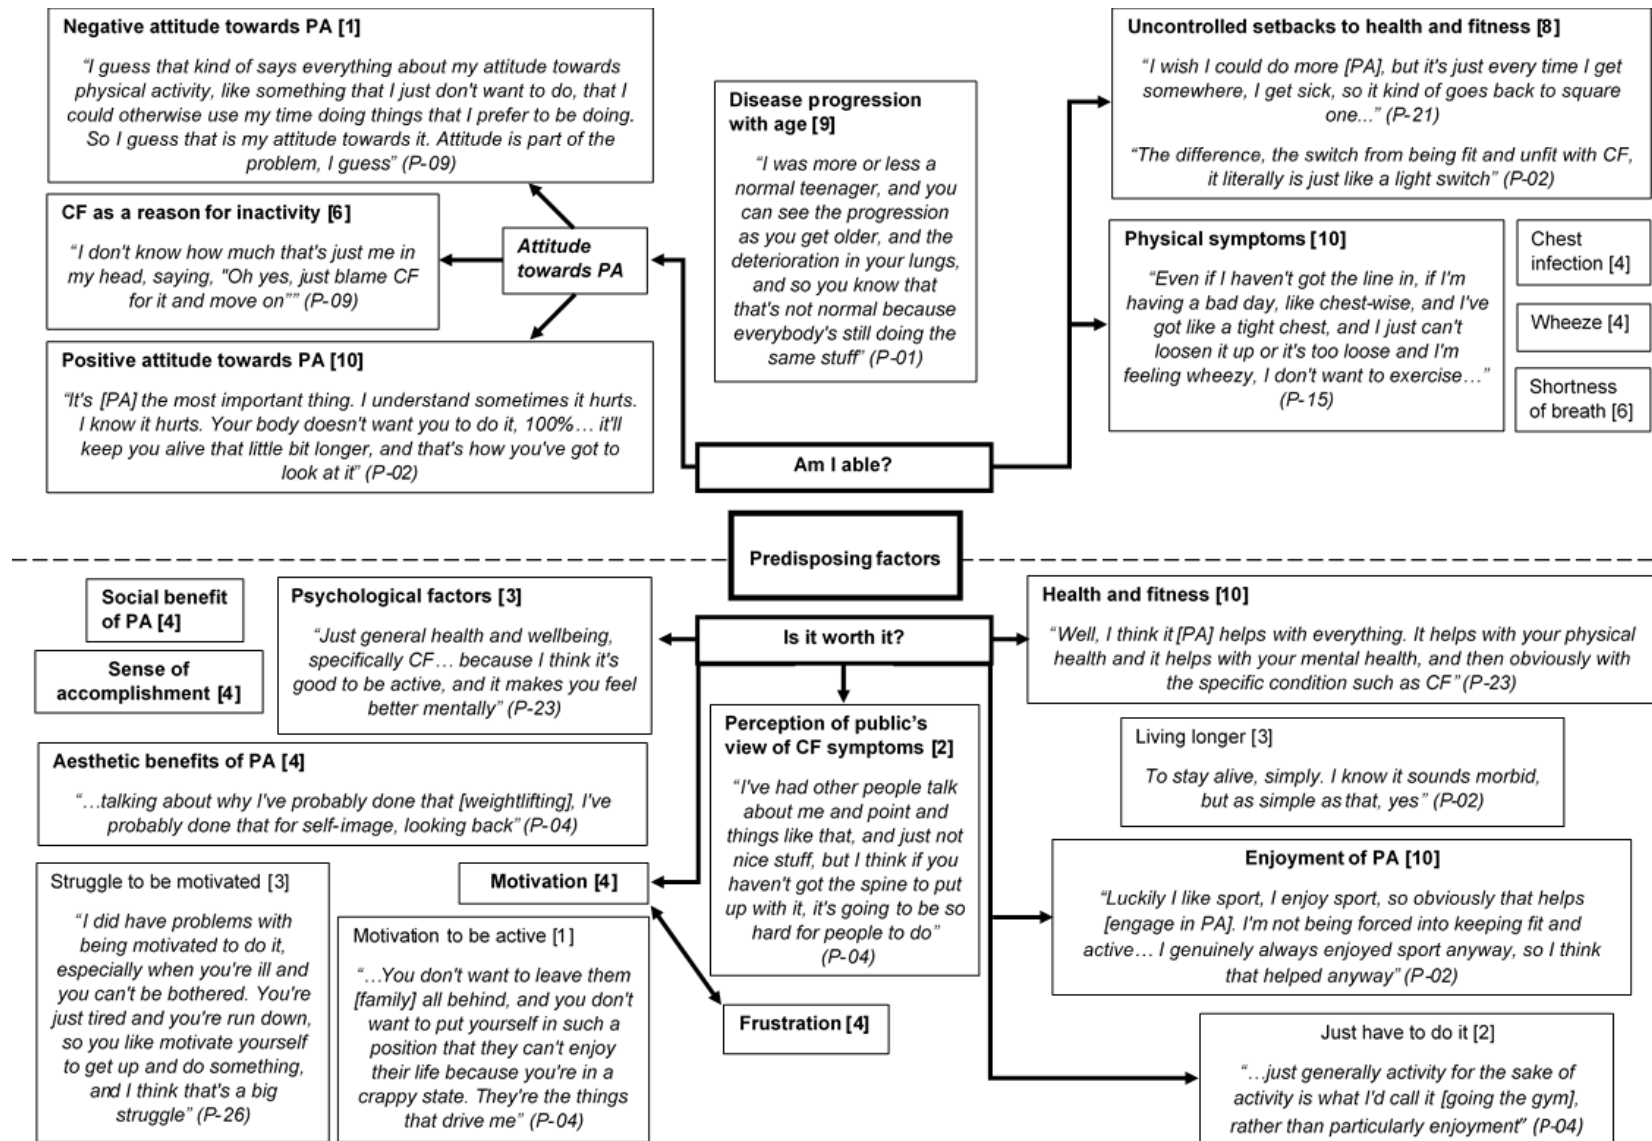 Negative attitude towards PA [1]
“I guess that kind of says everything about my attitude towards
physical activity, like something that I just don't want to do, that I
could otherwise use my time doing things that I prefer to be doing.
So I guess that is my attitude towards it. Attitude is part of the
problem, I guess” (P-09)
CF as a reason for inactivity [6]
“I don't know how much that's just me in
my head, saying, "Oh yes, just blame CF
for it and move on”” (P-09)
Attitude
towards PA
Positive attitude towards PA [10]
“It's [PA] the most important thing. I understand sometimes it hurts.
I know it hurts. Your body doesn't want you to do it, 100%… it'll
keep you alive that little bit longer, and that's how you've got to
look at it” (P-02)
Disease progression
with age [9]
“I was more or less a
normal teenager, and you
can see the progression
as you get older, and the
deterioration in your lungs,
and so you know that
that's not normal because
everybody's still doing the
same stuff” (P-01)
Uncontrolled setbacks to health and fitness [8]
“I wish I could do more [PA], but it's just every time I get
somewhere, I get sick, so it kind of goes back to square
one...” (P-21)
“The difference, the switch from being fit and unfit with CF,
it literally is just like a light switch” (P-02)
Physical symptoms [10]
“Even if I haven't got the line in, if I'm
having a bad day, like chest-wise, and I've
got like a tight chest, and I just can't
loosen it up or it's too loose and I'm
feeling wheezy, I don't want to exercise…”
(P-15)
Chest
infection [4]
Wheeze [4]
Shortness
of breath [6]
Am I able?
Predisposing factors
Is it worth it?
Social benefit
of PA [4]
Sense of
accomplishment [4]
Psychological factors [3]
“Just general health and wellbeing,
specifically CF… because I think it's
good to be active, and it makes you feel
better mentally” (P-23)
Aesthetic benefits of PA [4]
“…talking about why I've probably done that [weightlifting], I've
probably done that for self-image, looking back” (P-04)
Struggle to be motivated [3]
“I did have problems with
being motivated to do it,
especially when you're ill and
you can't be bothered. You're
just tired and you're run down,
so you like motivate yourself
to get up and do something,
and I think that's a big
struggle” (P-26)
Motivation [4]
Motivation to be active [1]
“…You don't want to leave them
[family] all behind, and you don't
want to put yourself in such a
position that they can't enjoy
their life because you're in a
crappy state. They're the things
that drive me” (P-04)
Perception of public's
view of CF symptoms [2]
“I've had other people talk
about me and point and
things like that, and just not
nice stuff, but I think if you
haven't got the spine to put
up with it, it's going to be so
hard for people to do”
(P-04)
Frustration [4]
Health and fitness [10]
“Well, I think it [PA] helps with everything. It helps with your physical
health and it helps with your mental health, and then obviously with
the specific condition such as CF” (P-23)
Living longer [3]
To stay alive, simply. I know it sounds morbid,
but as simple as that, yes” (P-02)
Enjoyment of PA [10]
“Luckily I like sport, I enjoy sport, so obviously that helps
[engage in PA]. I'm not being forced into keeping fit and
active… I genuinely always enjoyed sport anyway, so I think
that helped anyway” (P-02)
Just have to do it [2]
“…just generally activity for the sake of
activity is what I'd call it [going the gym],
rather than particularly enjoyment” (P-04)